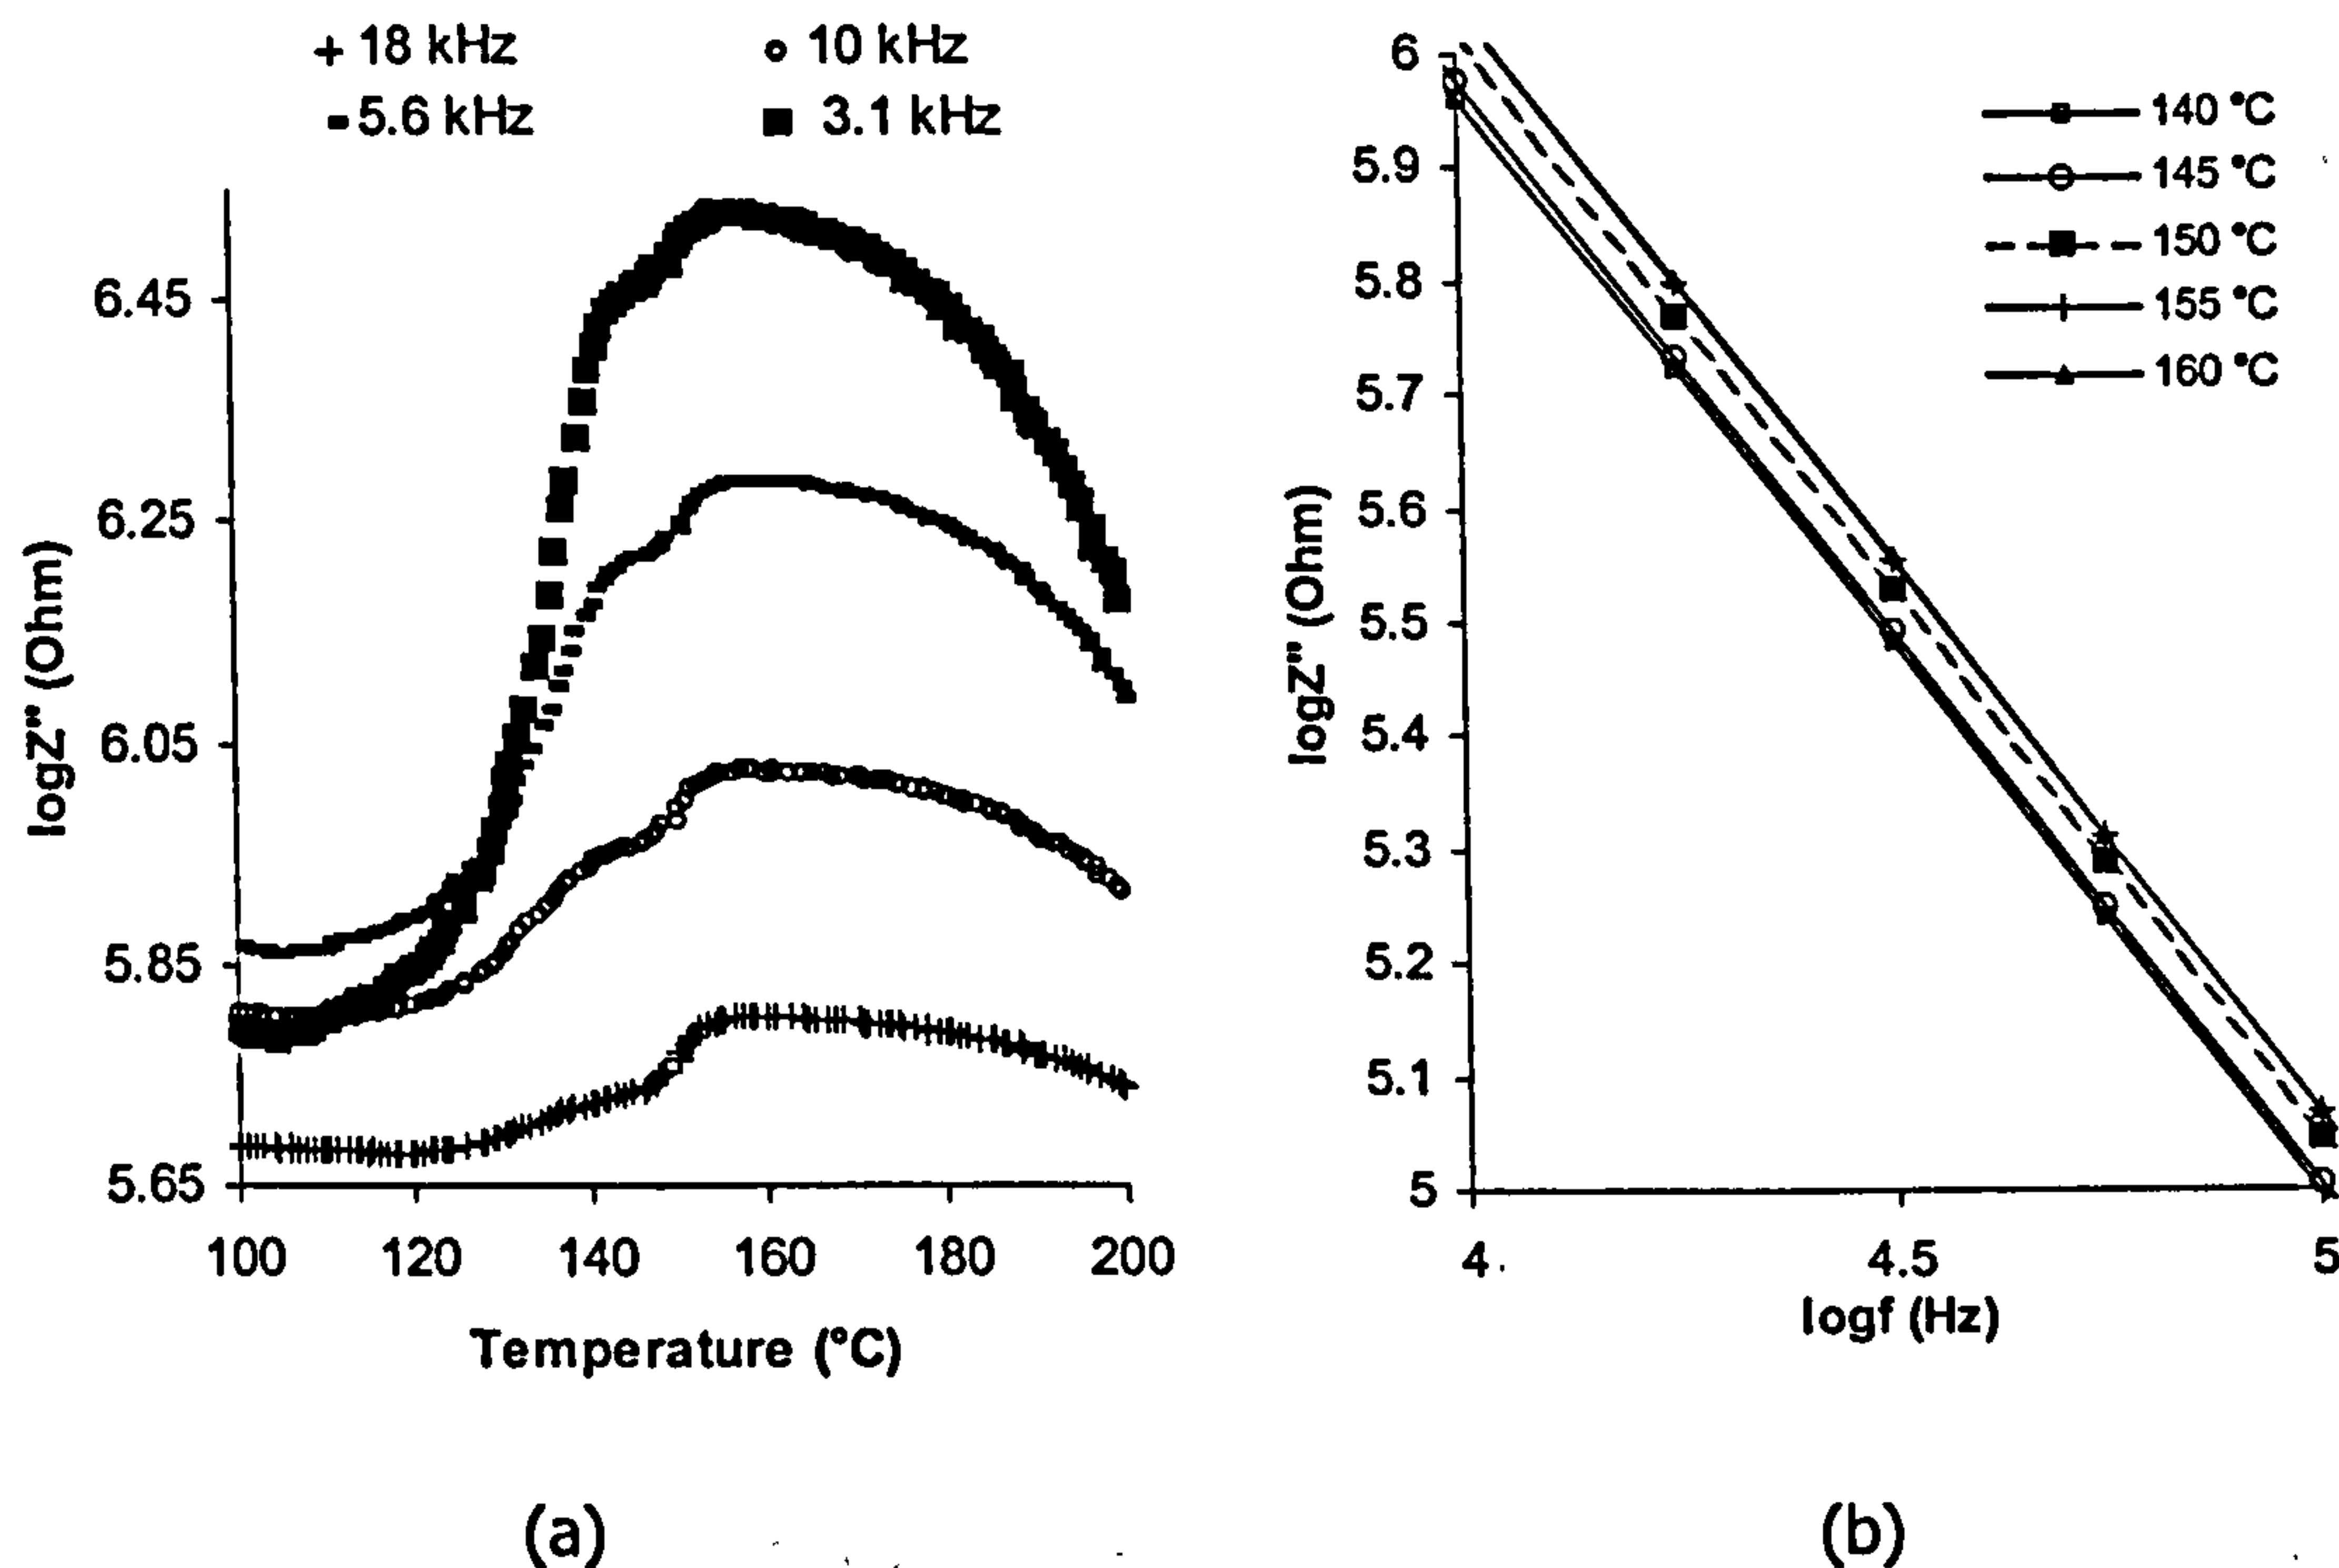 + 18 kHz
o 10 kHz
- 5.6 kHz
■ 3.1 kHz
logZ" (Ohm)
6.45
6.25
6.05
5.85
5.65
100 120 140 160 180 200
Temperature (°C)
(a)
140 °C
145 °C
150 °C
155 °C
160 °C
logZ" (Ohm)
6
5.9
5.8
5.7
5.6
5.5
5.4
5.3
5.2
5.1
5
4 4.5 5
logf (Hz)
(b)